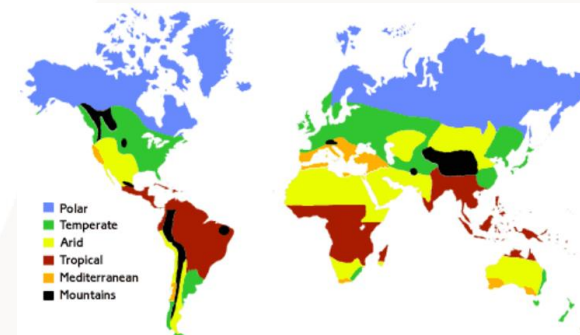 Polar
Temperate
Arid
Tropical
Mediterranean
Mountains